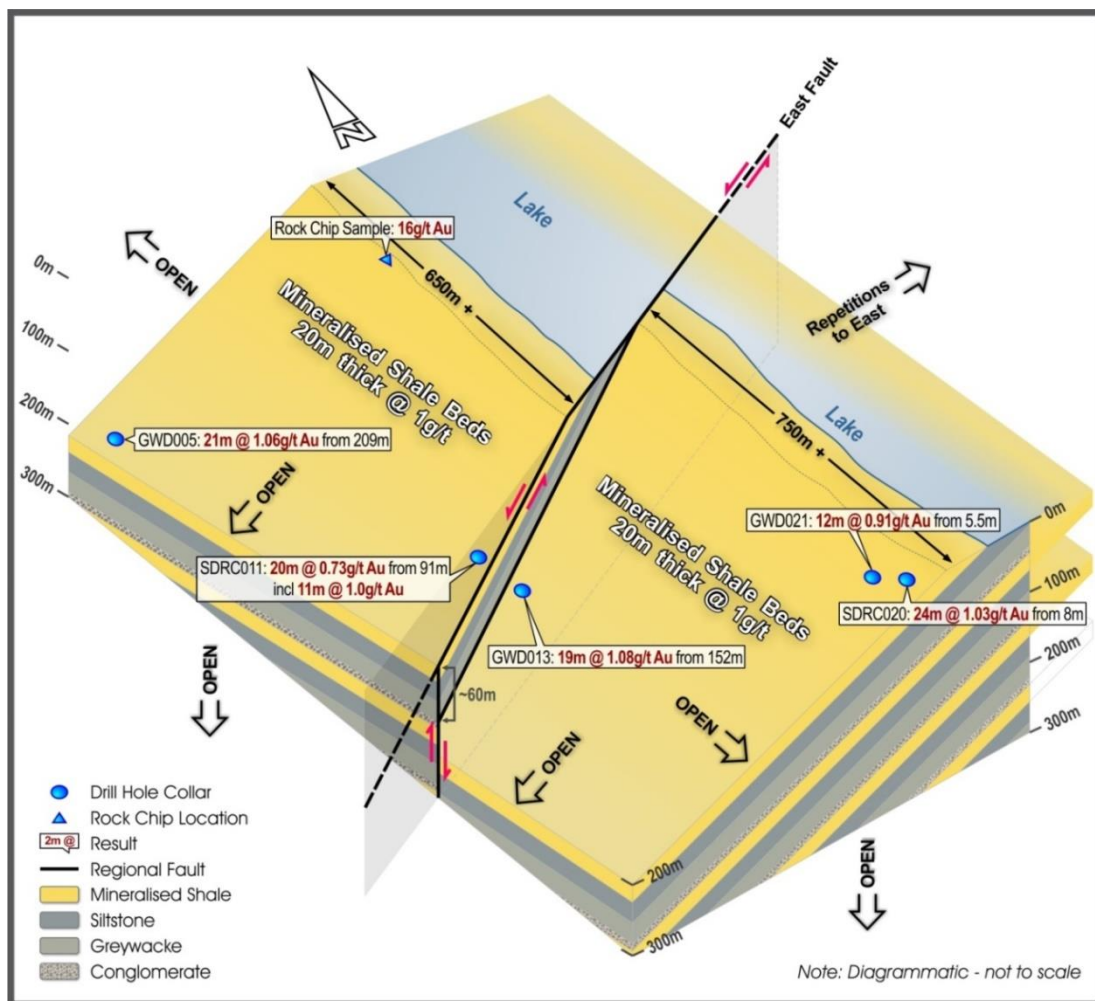 East Fault
N
Lake
Rock Chip Sample: 16g/t Au
OPEN
650m +
Repetitions
to East
0m
100m
200m
300m
Mineralised Shale Beds
20m thick @ 1g/t
Lake
750m +
GWD005: 21m @ 1.06g/t Au from 209m
OPEN
Mineralised Shale Beds
20m thick @ 1g/t
GWD021: 12m @ 0.91g/t Au from 5.5m
0m
SDRC011: 20m @ 0.73g/t Au from 91m
incl 11m @ 1.0g/t Au
100m
SDRC020: 24m @ 1.03g/t Au from 8m
GWD013: 19m @ 1.08g/t Au from 152m
200m
OPEN
~60m
OPEN
300m
OPEN
200m
OPEN
300m
Drill Hole Collar
Rock Chip Location
2m @ Result
Regional Fault
Mineralised Shale
Siltstone
Greywacke
Conglomerate
Note: Diagrammatic - not to scale